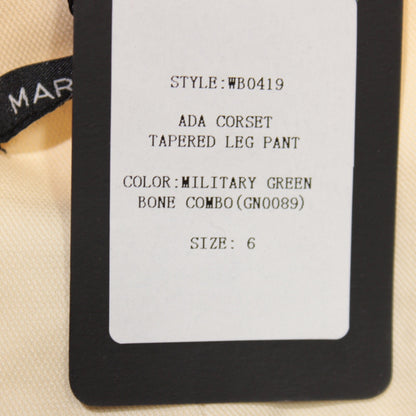 MAR
STYLE:WB0419
ADA CORSET
TAPERED LEG PANT
COLOR:MILITARY GREEN
BONE COMBO(GN0089)
SIZE: 6